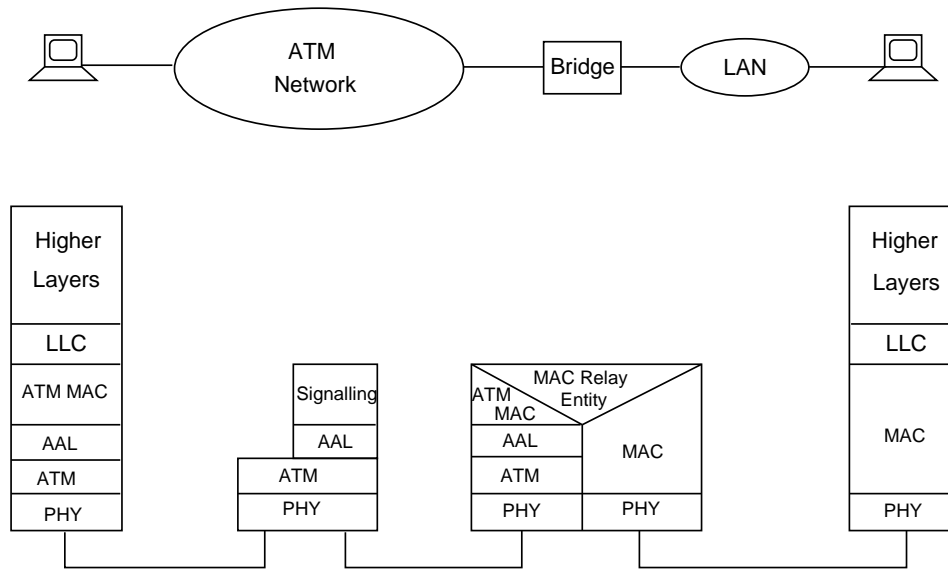 ATM
Network
Bridge
LAN
Higher
Layers
LLC
ATM MAC
AAL
ATM
PHY
Signalling
AAL
ATM
PHY
MAC Relay
Entity
ATM
MAC
AAL
ATM
PHY
MAC
PHY
Higher
Layers
LLC
MAC
PHY